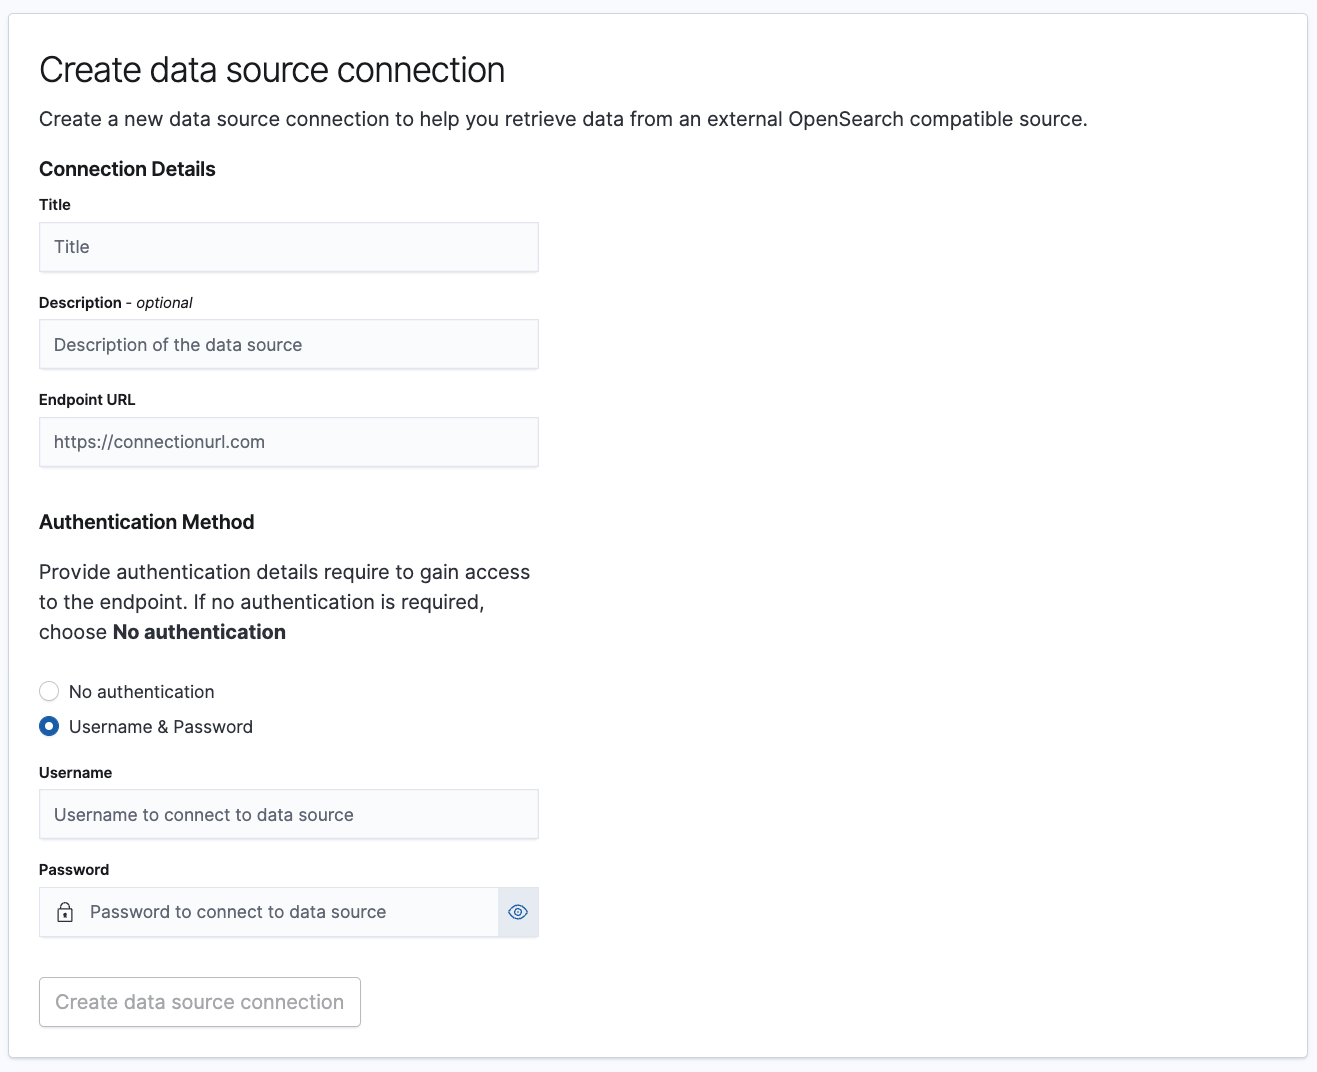 Create data source connection
Create a new data source connection to help you retrieve data from an external OpenSearch compatible source.
Connection Details
Title
Title
Description - optional
Description of the data source
Endpoint URL
https://connectionurl.com
Authentication Method
Provide authentication details require to gain access
to the endpoint. If no authentication is required,
choose No authentication
No authentication
Username & Password
Username
Username to connect to data source
Password
Password to connect to data source
Create data source connection